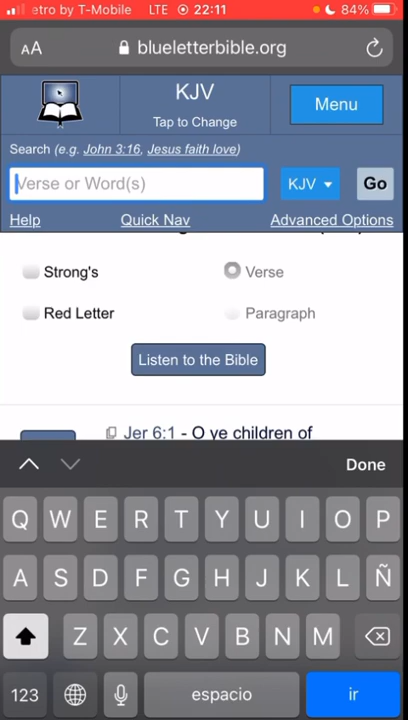 etro by T-Mobile LTE 22:11 84%
AA blueletterbible.org
KJV
Tap to Change
Menu
Search (e.g. John 3:16, Jesus faith love)
Verse or Word(s) KJV Go
Help Quick Nav Advanced Options
Strong's Verse
Red Letter Paragraph
Listen to the Bible
Jer 6:1 - O ye children of
Done
Q W E R T Y U I O P
A S D F G H J K L Ñ
Z X C V B N M
123 espacio ir